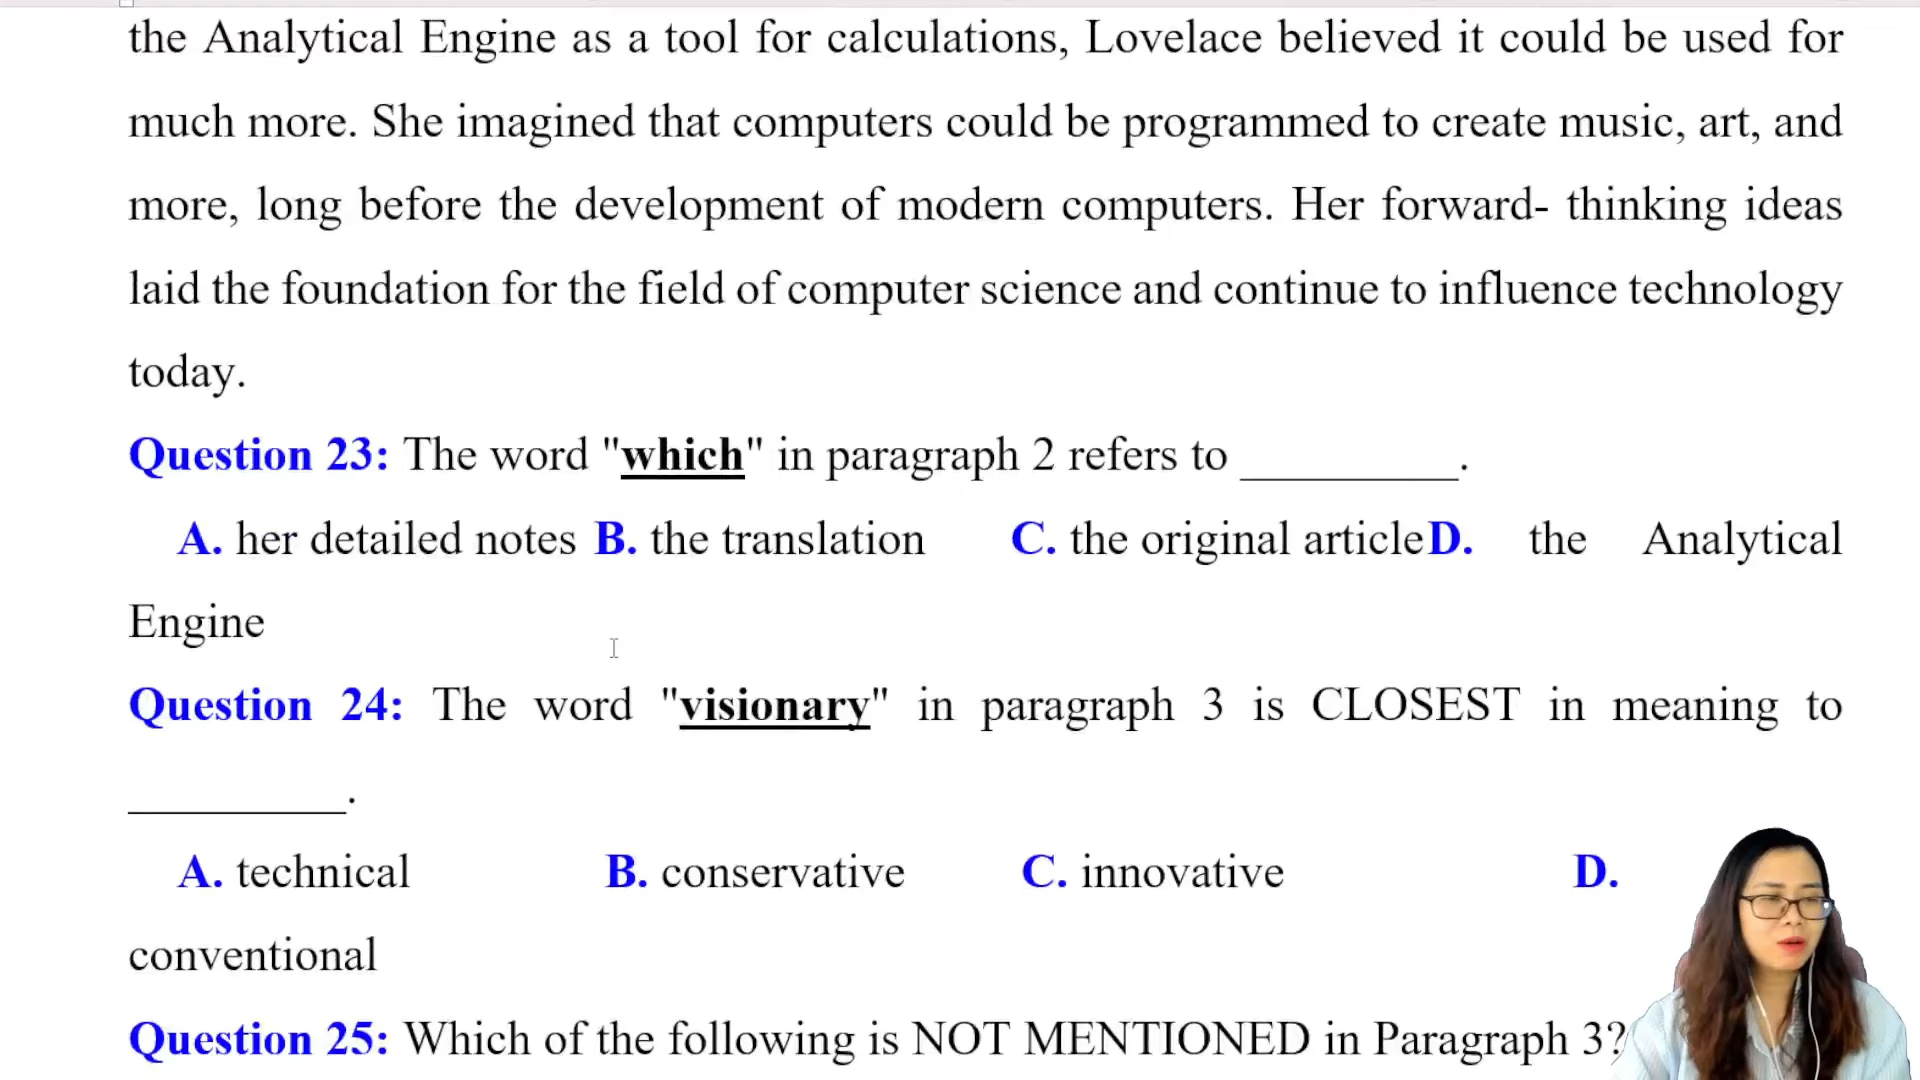 the Analytical Engine as a tool for calculations, Lovelace believed it could be used for
much more. She imagined that computers could be programmed to create music, art, and
more, long before the development of modern computers. Her forward- thinking ideas
laid the foundation for the field of computer science and continue to influence technology
today.
Question 23: The word "which" in paragraph 2 refers to __________.
A. her detailed notes B. the translation C. the original article D. the Analytical
Engine
Question 24: The word "visionary" in paragraph 3 is CLOSEST in meaning to
__________.
A. technical B. conservative C. innovative D.
conventional
Question 25: Which of the following is NOT MENTIONED in Paragraph 3?